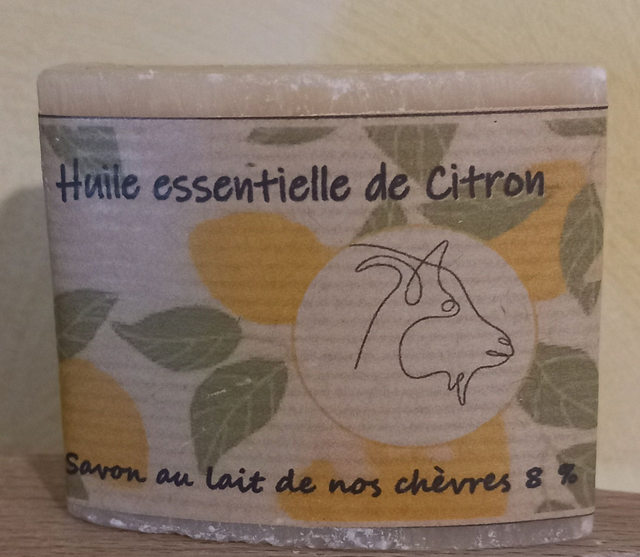 Huile essentielle de Citron
Savon au lait de nos chèvres 8 %